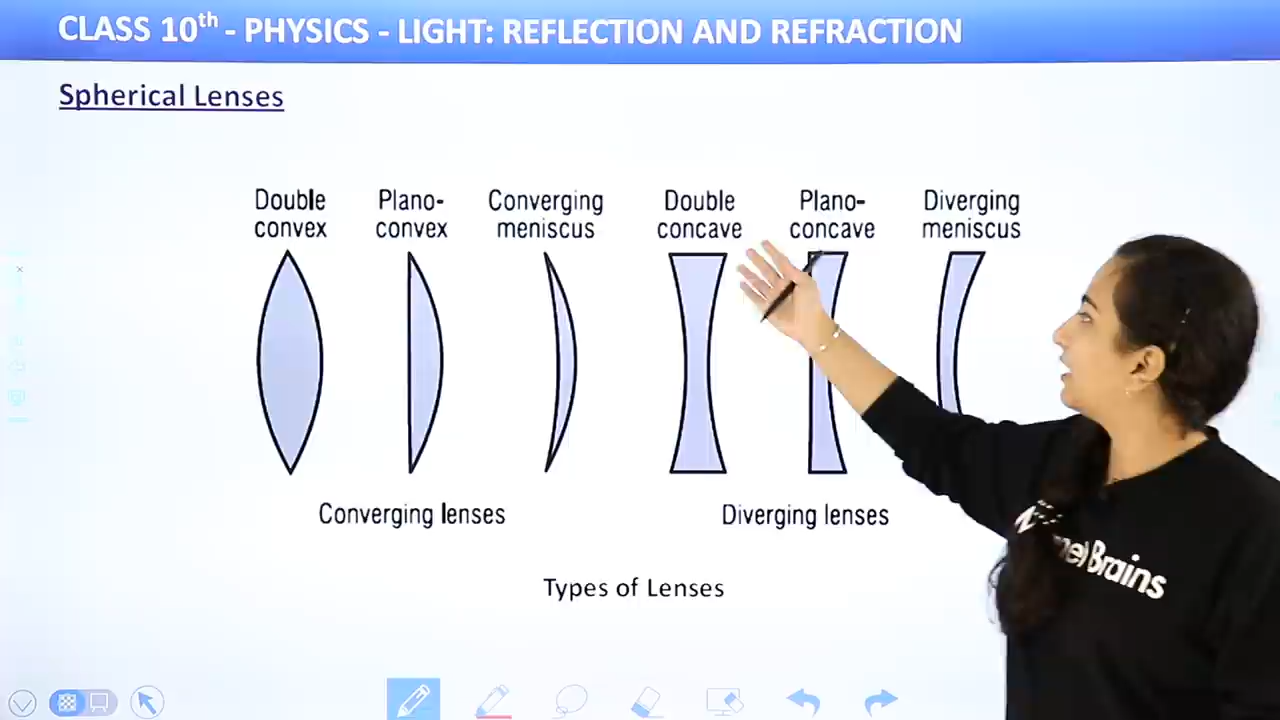 CLASS 10th - PHYSICS - LIGHT: REFLECTION AND REFRACTION
Spherical Lenses
Double convex
Plano-convex
Converging meniscus
Double concave
Plano-concave
Diverging meniscus
Converging lenses
Diverging lenses
Types of Lenses
Brains